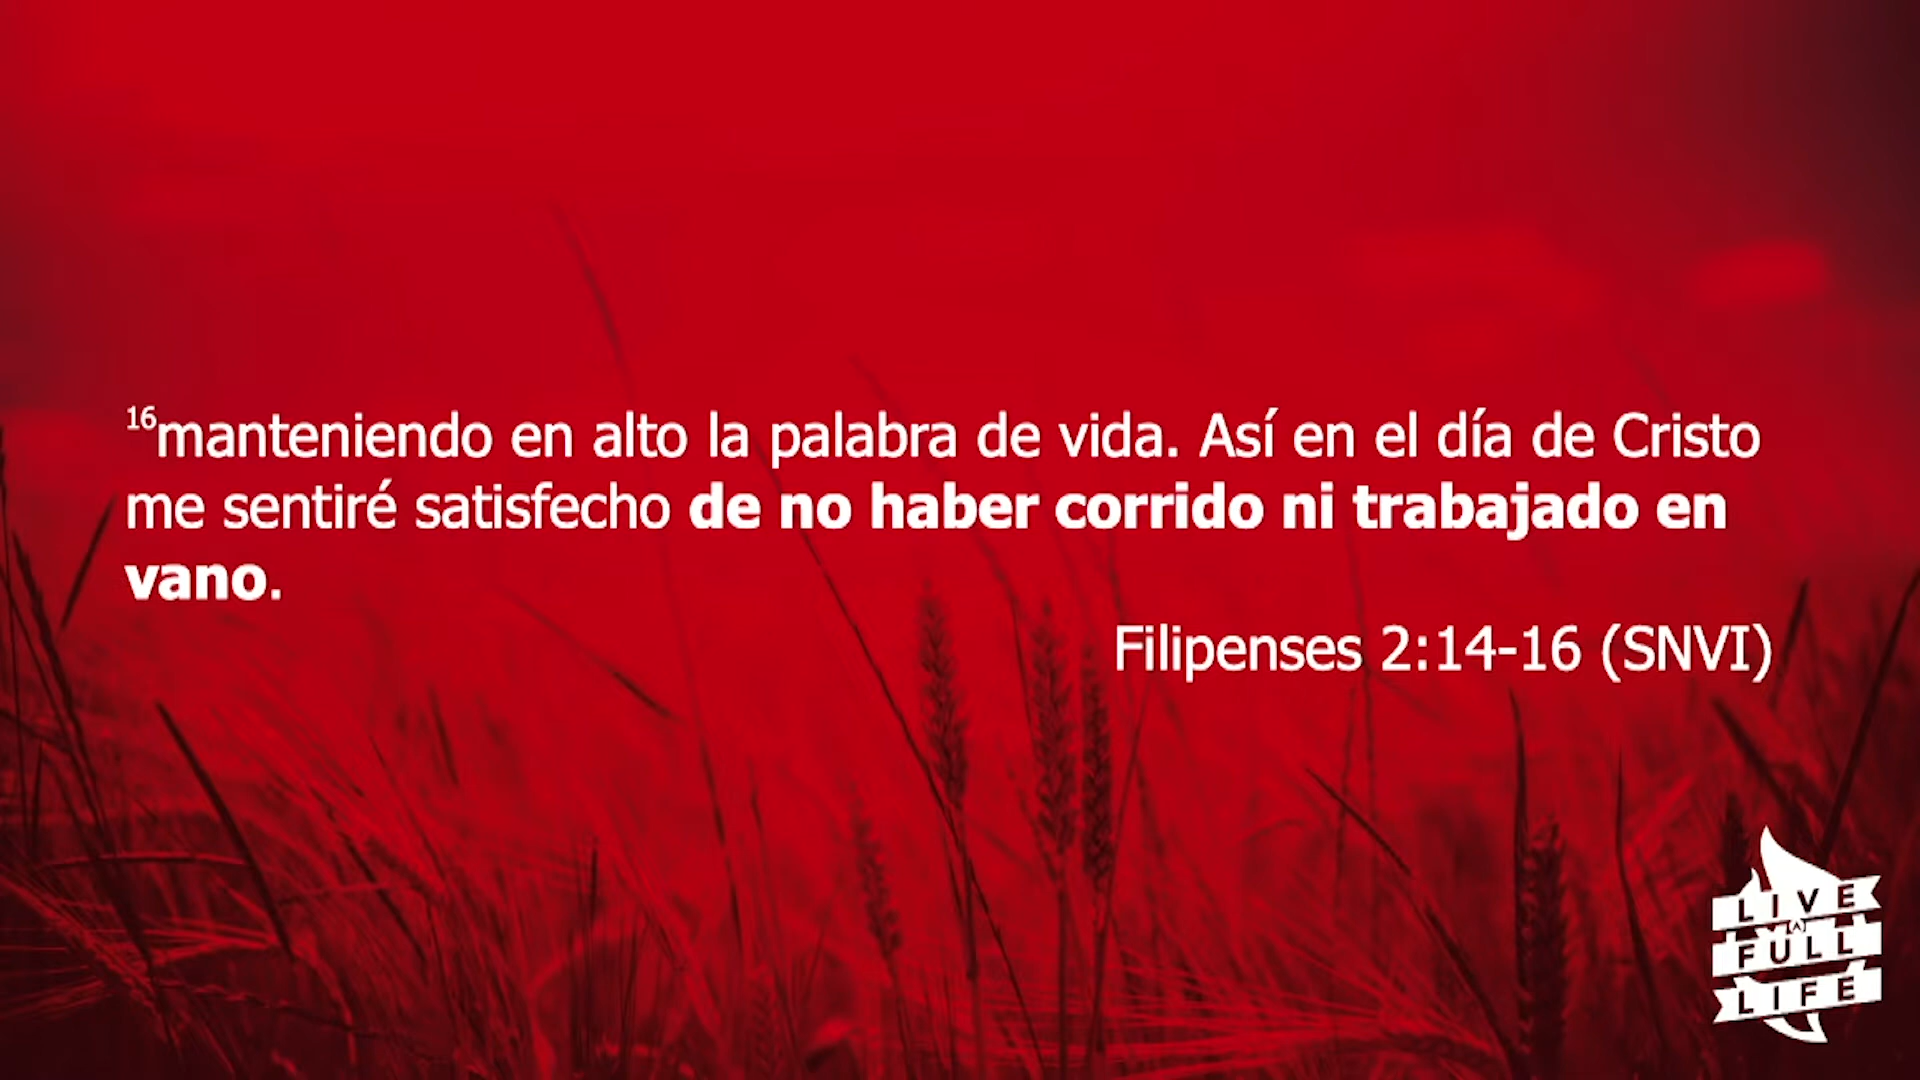 16manteniendo en alto la palabra de vida. Así en el día de Cristo
me sentiré satisfecho de no haber corrido ni trabajado en
vano.
Filipenses 2:14-16 (SNVI)
LIVE
A
FULL
LIFE